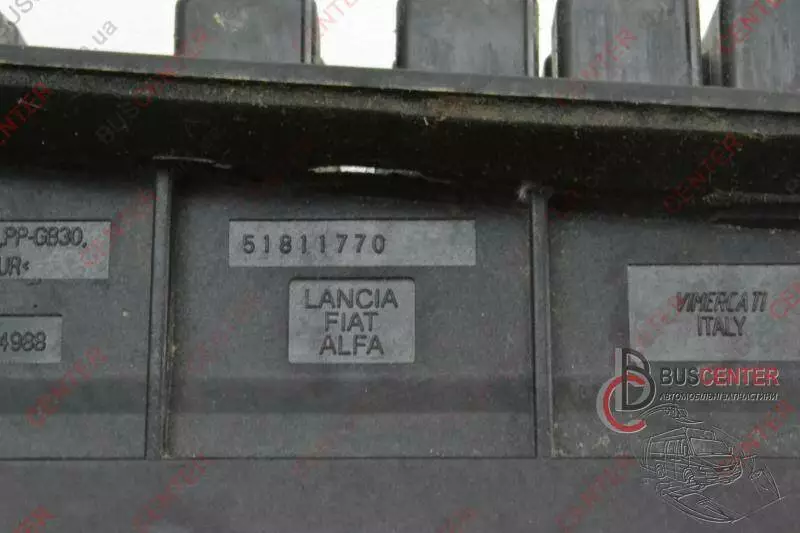 PP-GB30.
UR<
4988
51811770
LANCIA
FIAT
ALFA
VIMERCATI
ITALY
BUSCENTER
АВТОМОБІЛЬНІ ЗАПЧАСТИНИ